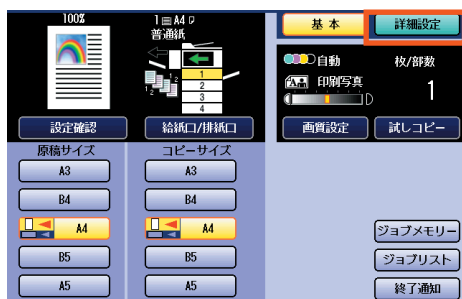 100%
1 A4
普通紙
1
2
3
4
1 2
1 2
設定確認
給紙口/排紙口
基本
詳細設定
自動
枚/部数
印刷写真
1
画質設定
試しコピー
原稿サイズ
コピーサイズ
A3
A3
B4
B4
A4
A4
B5
B5
A5
A5
ジョブメモリー
ジョブリスト
終了通知